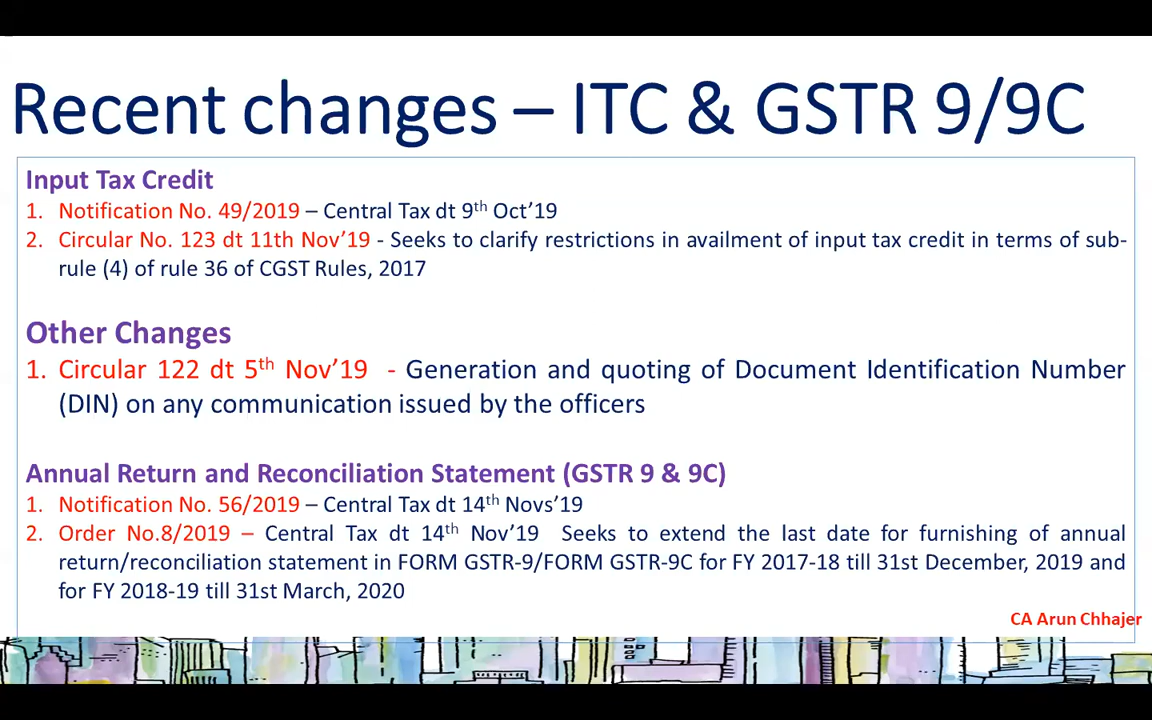 Recent changes – ITC & GSTR 9/9C
Input Tax Credit
1. Notification No. 49/2019 – Central Tax dt 9th Oct’19
2. Circular No. 123 dt 11th Nov’19 - Seeks to clarify restrictions in availment of input tax credit in terms of sub-
rule (4) of rule 36 of CGST Rules, 2017
Other Changes
1. Circular 122 dt 5th Nov’19 - Generation and quoting of Document Identification Number
(DIN) on any communication issued by the officers
Annual Return and Reconciliation Statement (GSTR 9 & 9C)
1. Notification No. 56/2019 – Central Tax dt 14th Novs’19
2. Order No.8/2019 – Central Tax dt 14th Nov’19 Seeks to extend the last date for furnishing of annual
return/reconciliation statement in FORM GSTR-9/FORM GSTR-9C for FY 2017-18 till 31st December, 2019 and
for FY 2018-19 till 31st March, 2020
CA Arun Chhajer